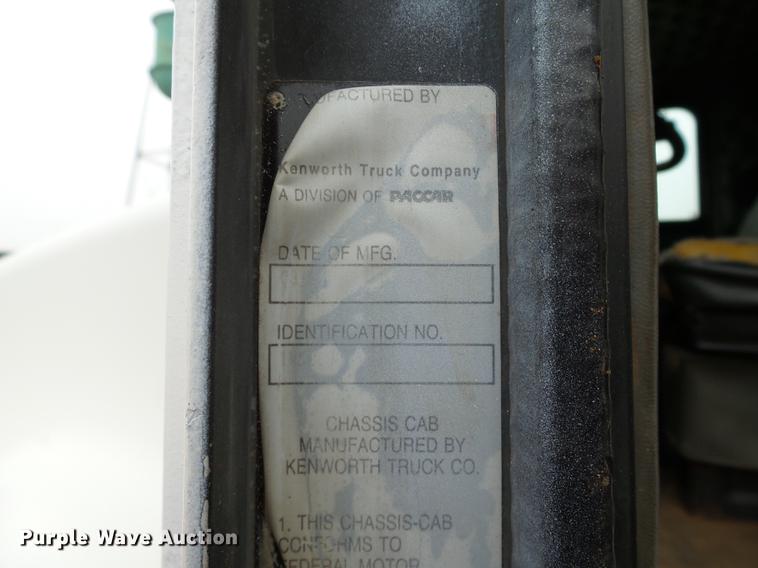 UFACTURED BY
Kenworth Truck Company
A DIVISION OF PACCAR
DATE OF MFG.
IDENTIFICATION NO.
CHASSIS CAB
MANUFACTURED BY
KENWORTH TRUCK CO.
1. THIS CHASSIS-CAB
CONFORMS TO
FEDERAL MOTOR
Purple Wave Auction